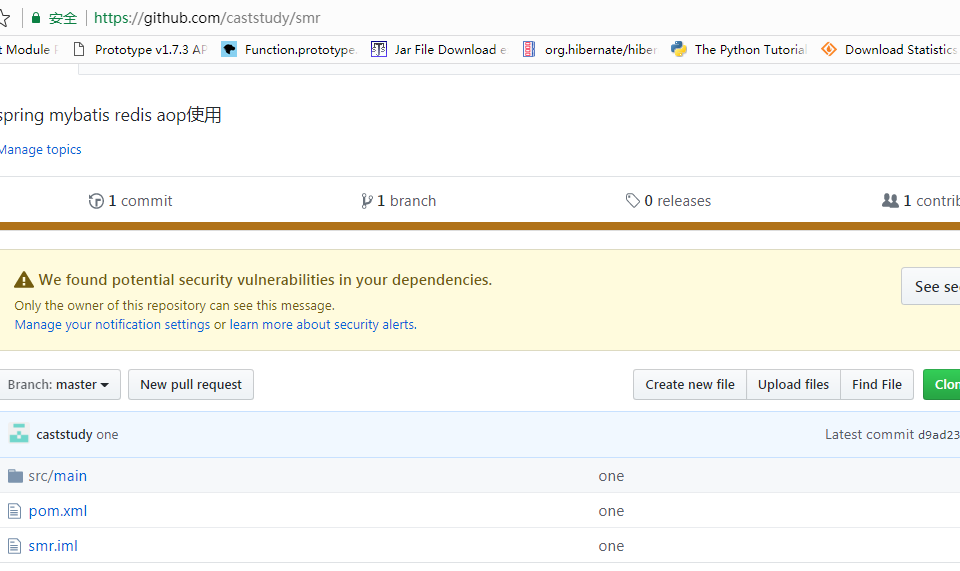 安全 https://github.com/caststudy/smr
t Module Prototype v1.7.3 AP Function.prototype. Jar File Download e org.hibernate/hiber The Python Tutorial Download Statistics
spring mybatis redis aop使用
Manage topics
1 commit 1 branch 0 releases 1 contrib
We found potential security vulnerabilities in your dependencies.
Only the owner of this repository can see this message.
See se
Manage your notification settings or learn more about security alerts.
Branch: master New pull request Create new file Upload files Find File Clon
caststudy one Latest commit d9ad23
src/main one
pom.xml one
smr.iml one